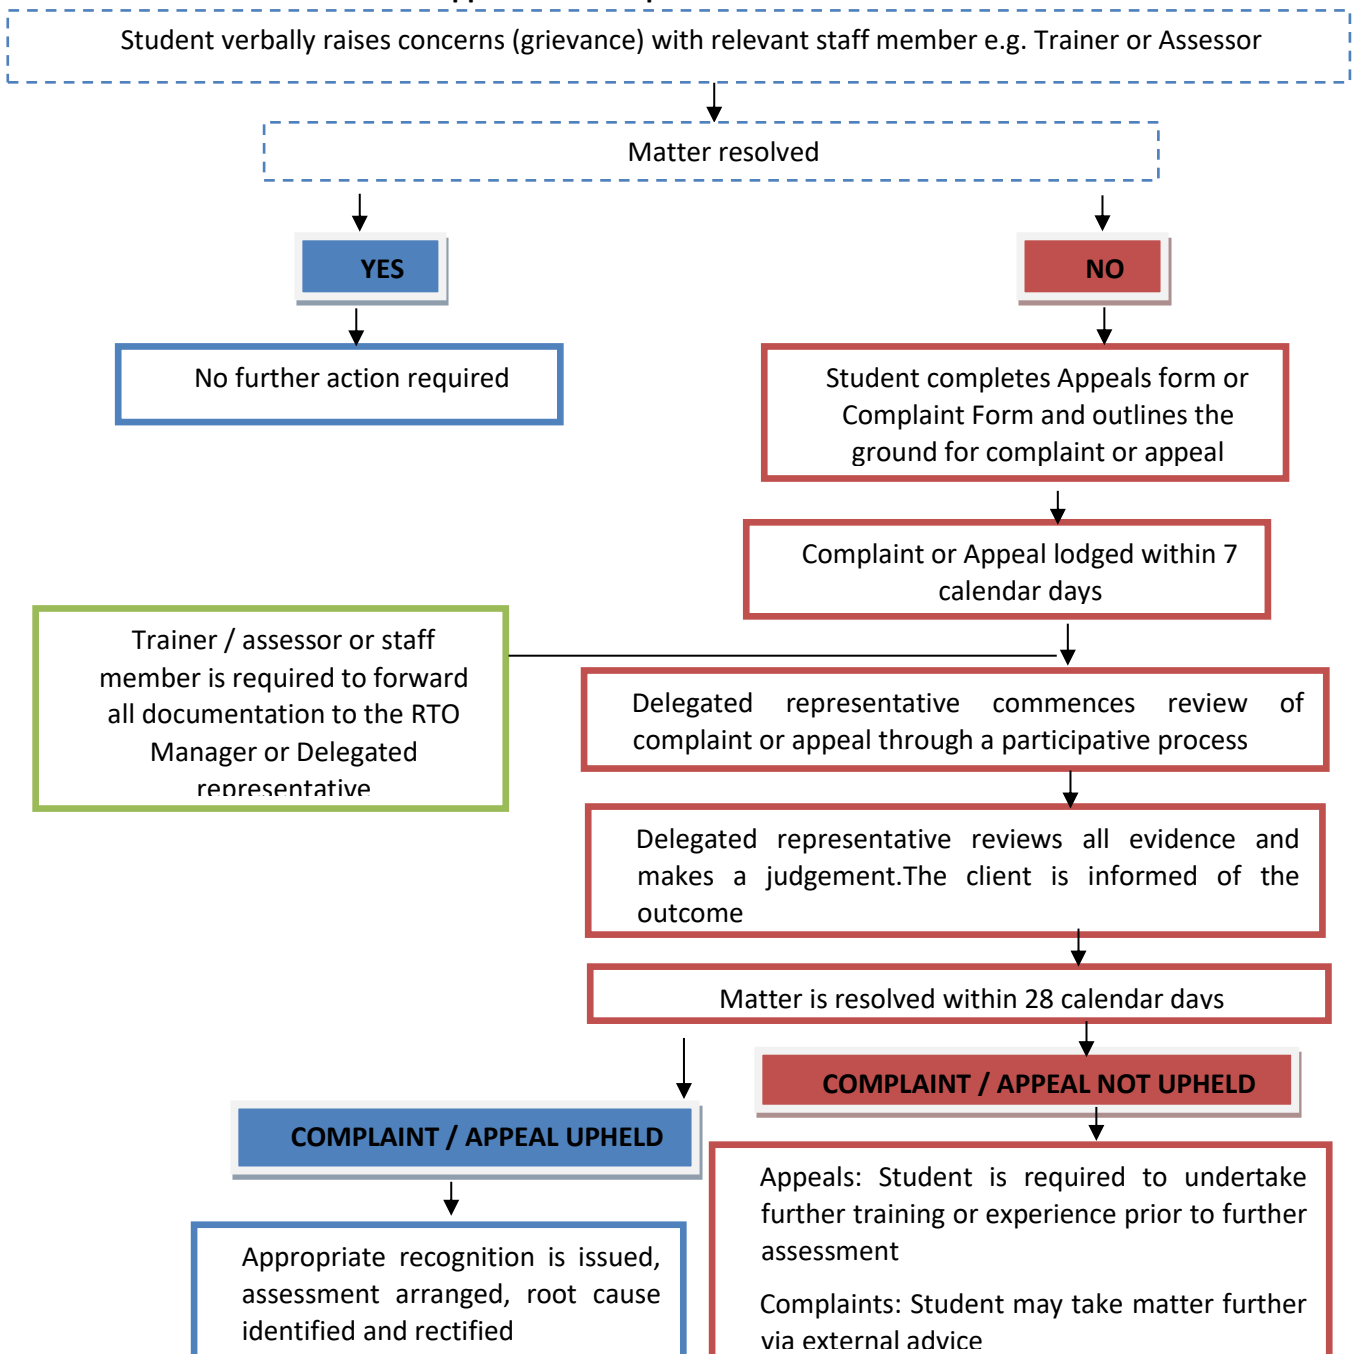 Student verbally raises concerns (grievance) with relevant staff member e.g. Trainer or Assessor
Matter resolved
YES
NO
No further action required
Student completes Appeals form or
Complaint Form and outlines the
ground for complaint or appeal
Complaint or Appeal lodged within 7
calendar days
Trainer / assessor or staff
member is required to forward
all documentation to the RTO
Manager or Delegated
representative
Delegated representative commences review of
complaint or appeal through a participative process
Delegated representative reviews all evidence and
makes a judgement.The client is informed of the
outcome
Matter is resolved within 28 calendar days
COMPLAINT / APPEAL NOT UPHELD
COMPLAINT / APPEAL UPHELD
Appropriate recognition is issued,
assessment arranged, root cause
identified and rectified
Appeals: Student is required to undertake
further training or experience prior to further
assessment
Complaints: Student may take matter further
via external advice